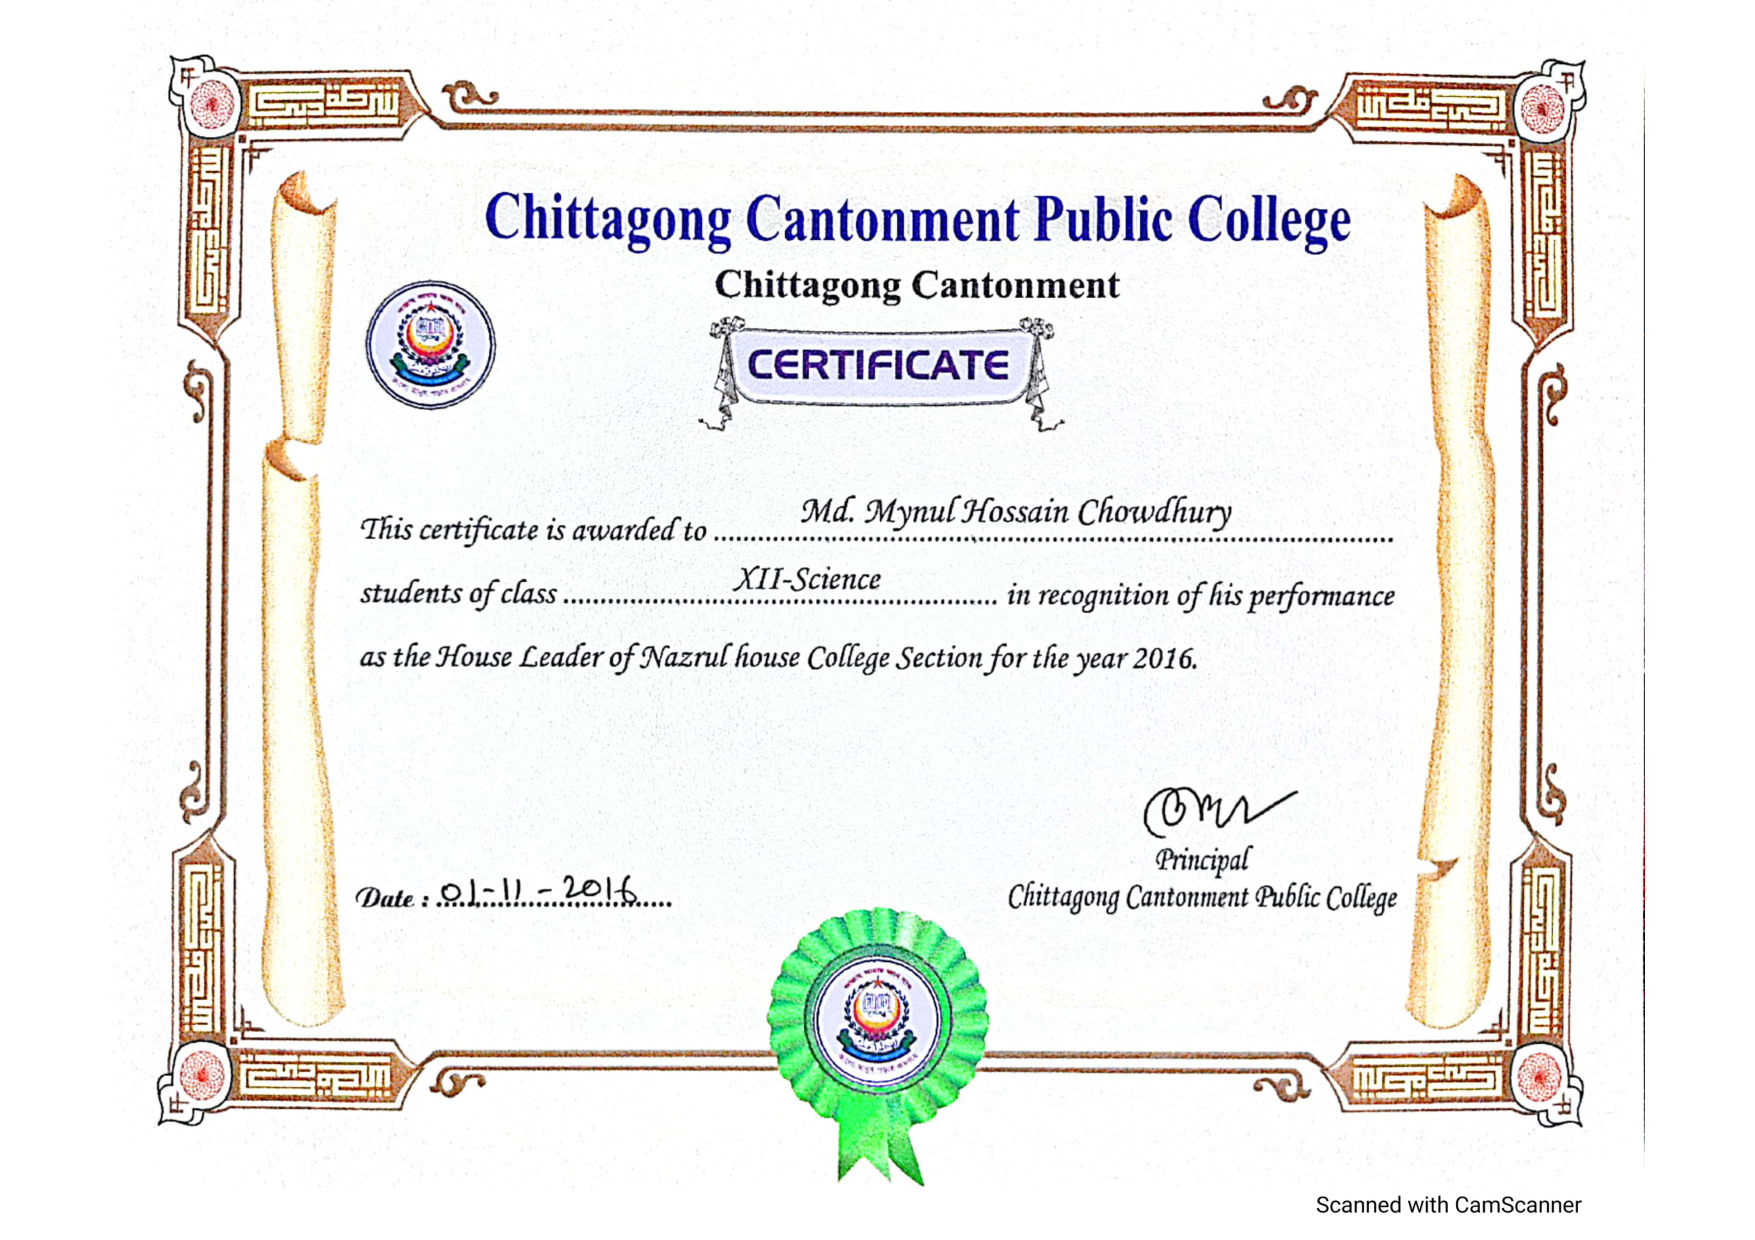 Chittagong Cantonment Public College
Chittagong Cantonment
CERTIFICATE
This certificate is awarded to Md. Mynul Hossain Chowdhury
students of class XII-Science in recognition of his performance
as the House Leader of Nazrul house College Section for the year 2016.
Principal
Date : 01-11-2016
Chittagong Cantonment Public College
Scanned with CamScanner